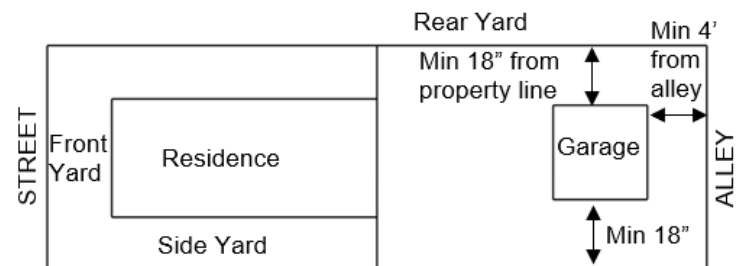 Rear Yard
Min 18” from
property line
Min 4’
from
alley
STREET
Front
Yard
Residence
Garage
ALLEY
Side Yard
Min 18”